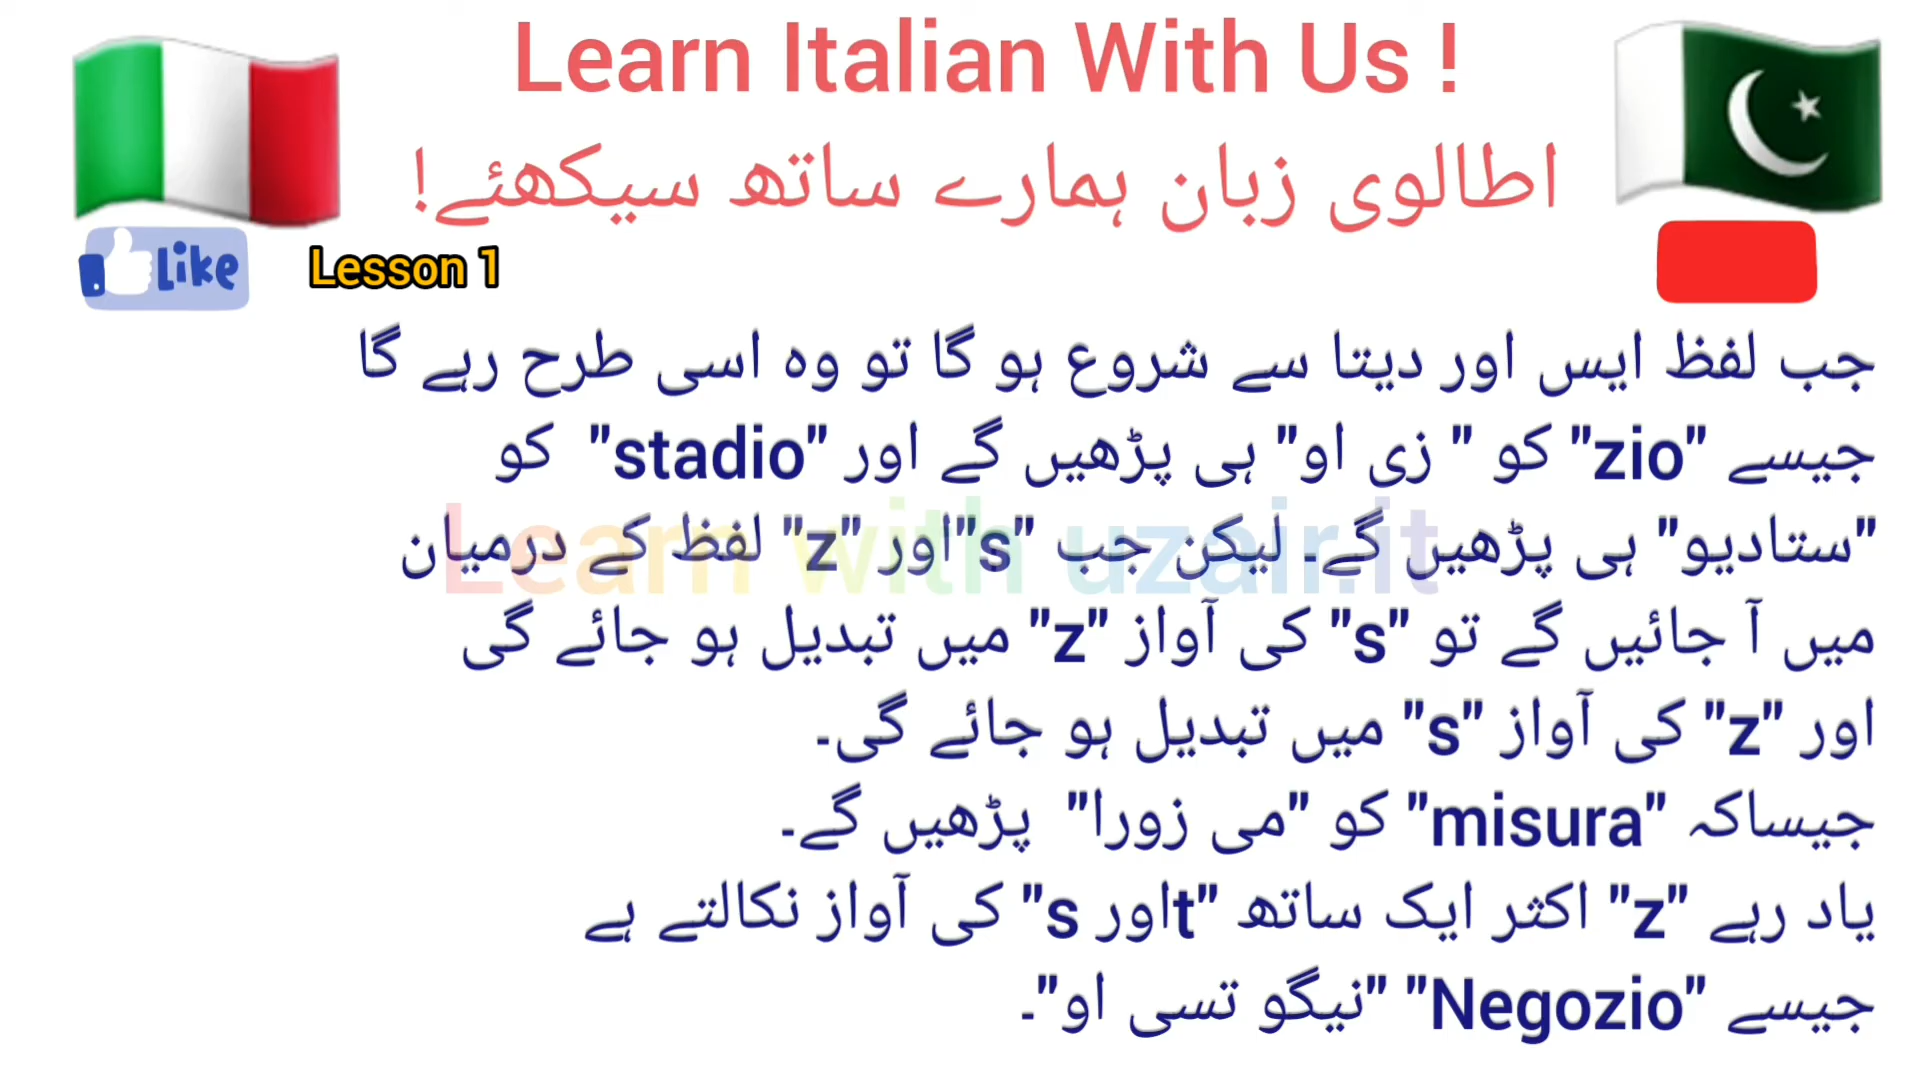 Learn Italian With Us !
اطالوی زبان ہمارے ساتھ سیکھئے!
Like
Lesson 1
جب لفظ ایس اور دیتا سے شروع ہو گا تو وہ اسی طرح رہے گا
جیسے "zio" کو " زی او" ہی پڑھیں گے اور "stadio" کو
"ستادیو" ہی پڑھیں گے۔ لیکن جب "s"اور "z" لفظ کے درمیان
Learn with uzair.it
میں آ جائیں گے تو "s" کی آواز "z" میں تبدیل ہو جائے گی
اور "z" کی آواز "s" میں تبدیل ہو جائے گی۔
جیساکہ "misura" کو "می زورا" پڑھیں گے۔
یاد رہے "z" اکثر ایک ساتھ "tاور s" کی آواز نکالتے ہے
جیسے "Negozio" "نیگو تسی او"۔